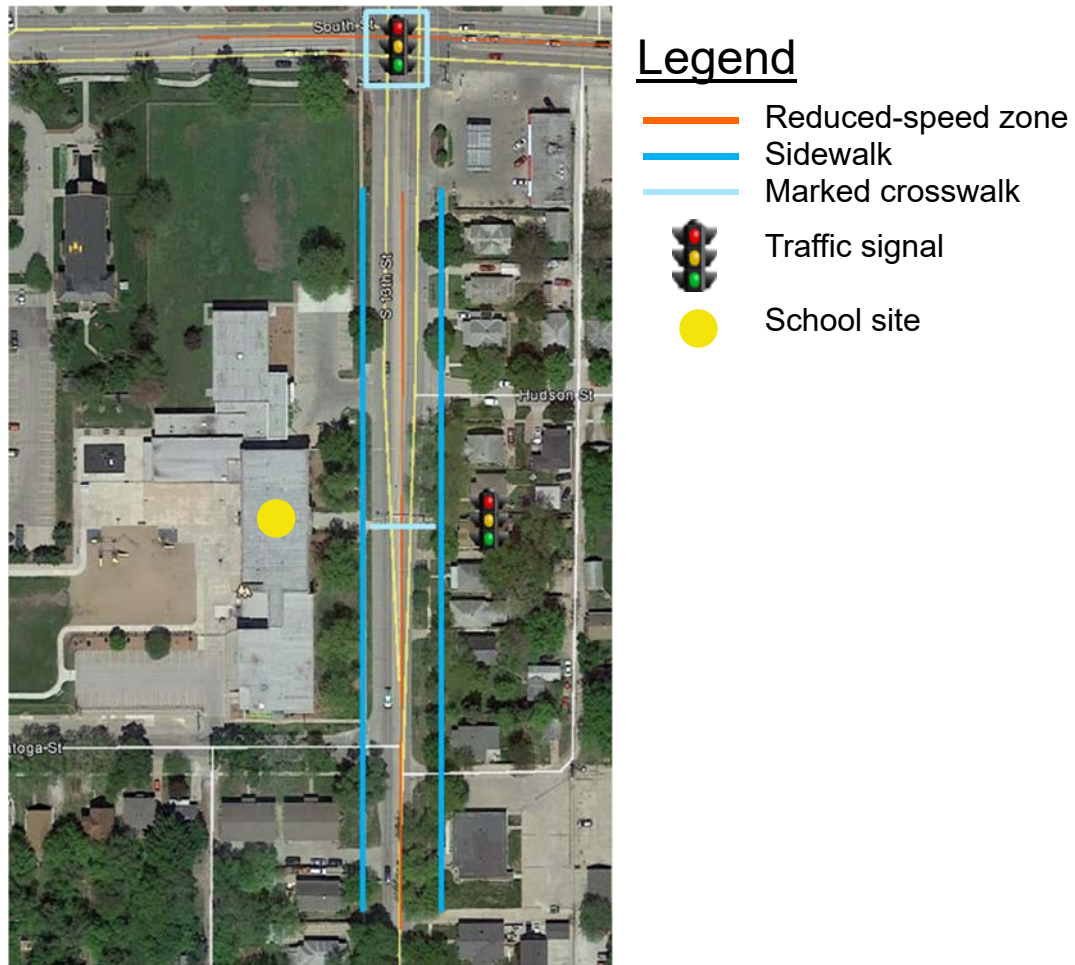 South St
Legend
Reduced-speed zone
Sidewalk
Marked crosswalk
Traffic signal
School site
S 13th St
Hudson St
atoga St